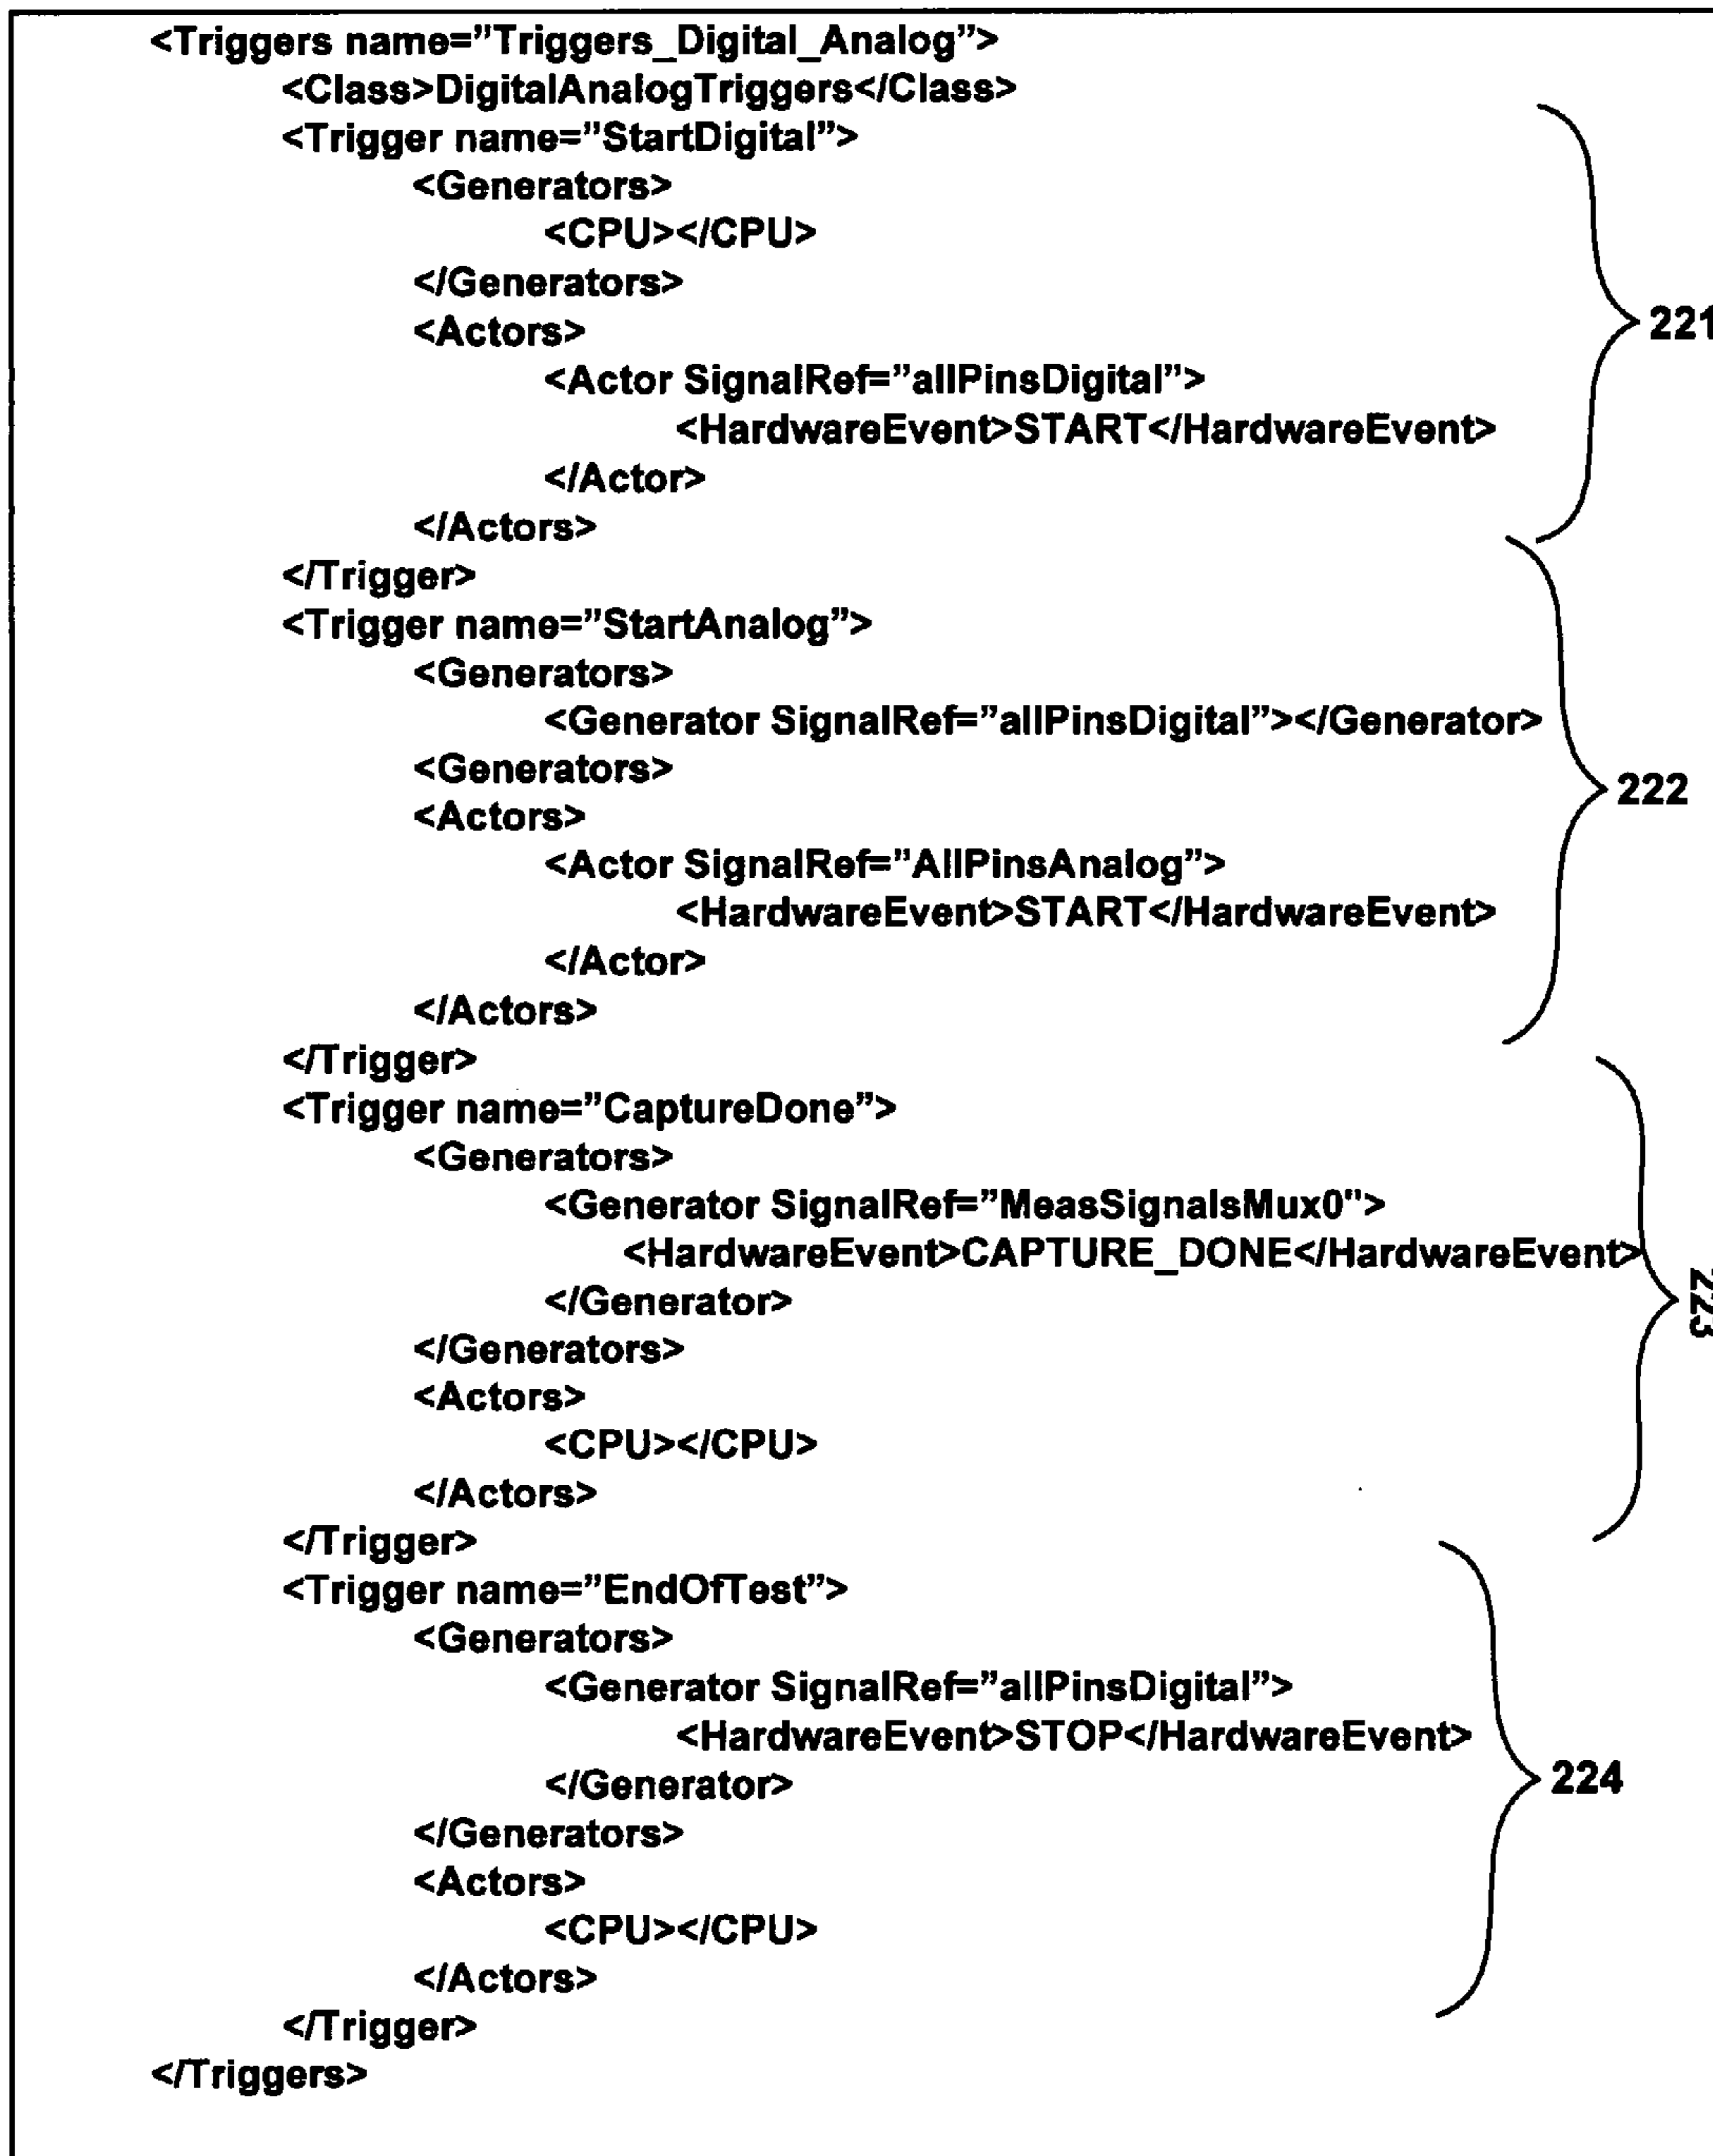 <Triggers name=”Triggers_Digital_Analog”>
<Class>DigitalAnalogTriggers</Class>
<Trigger name=”StartDigital”>
<Generators>
<CPU></CPU>
</Generators>
<Actors>
<Actor SignalRef=”allPinsDigital”>
<HardwareEvent>START</HardwareEvent>
</Actor>
</Actors>
</Trigger>
221
<Trigger name=”StartAnalog”>
<Generators>
<Generator SignalRef=”allPinsDigital”></Generator>
<Generators>
<Actors>
<Actor SignalRef=”AllPinsAnalog”>
<HardwareEvent>START</HardwareEvent>
</Actor>
</Actors>
</Trigger>
222
<Trigger name=”CaptureDone”>
<Generators>
<Generator SignalRef=”MeasSignalsMux0”>
<HardwareEvent>CAPTURE_DONE</HardwareEvent>
</Generator>
</Generators>
<Actors>
<CPU></CPU>
</Actors>
</Trigger>
223
<Trigger name=”EndOfTest”>
<Generators>
<Generator SignalRef=”allPinsDigital”>
<HardwareEvent>STOP</HardwareEvent>
</Generator>
</Generators>
<Actors>
<CPU></CPU>
</Actors>
</Trigger>
224
</Triggers>